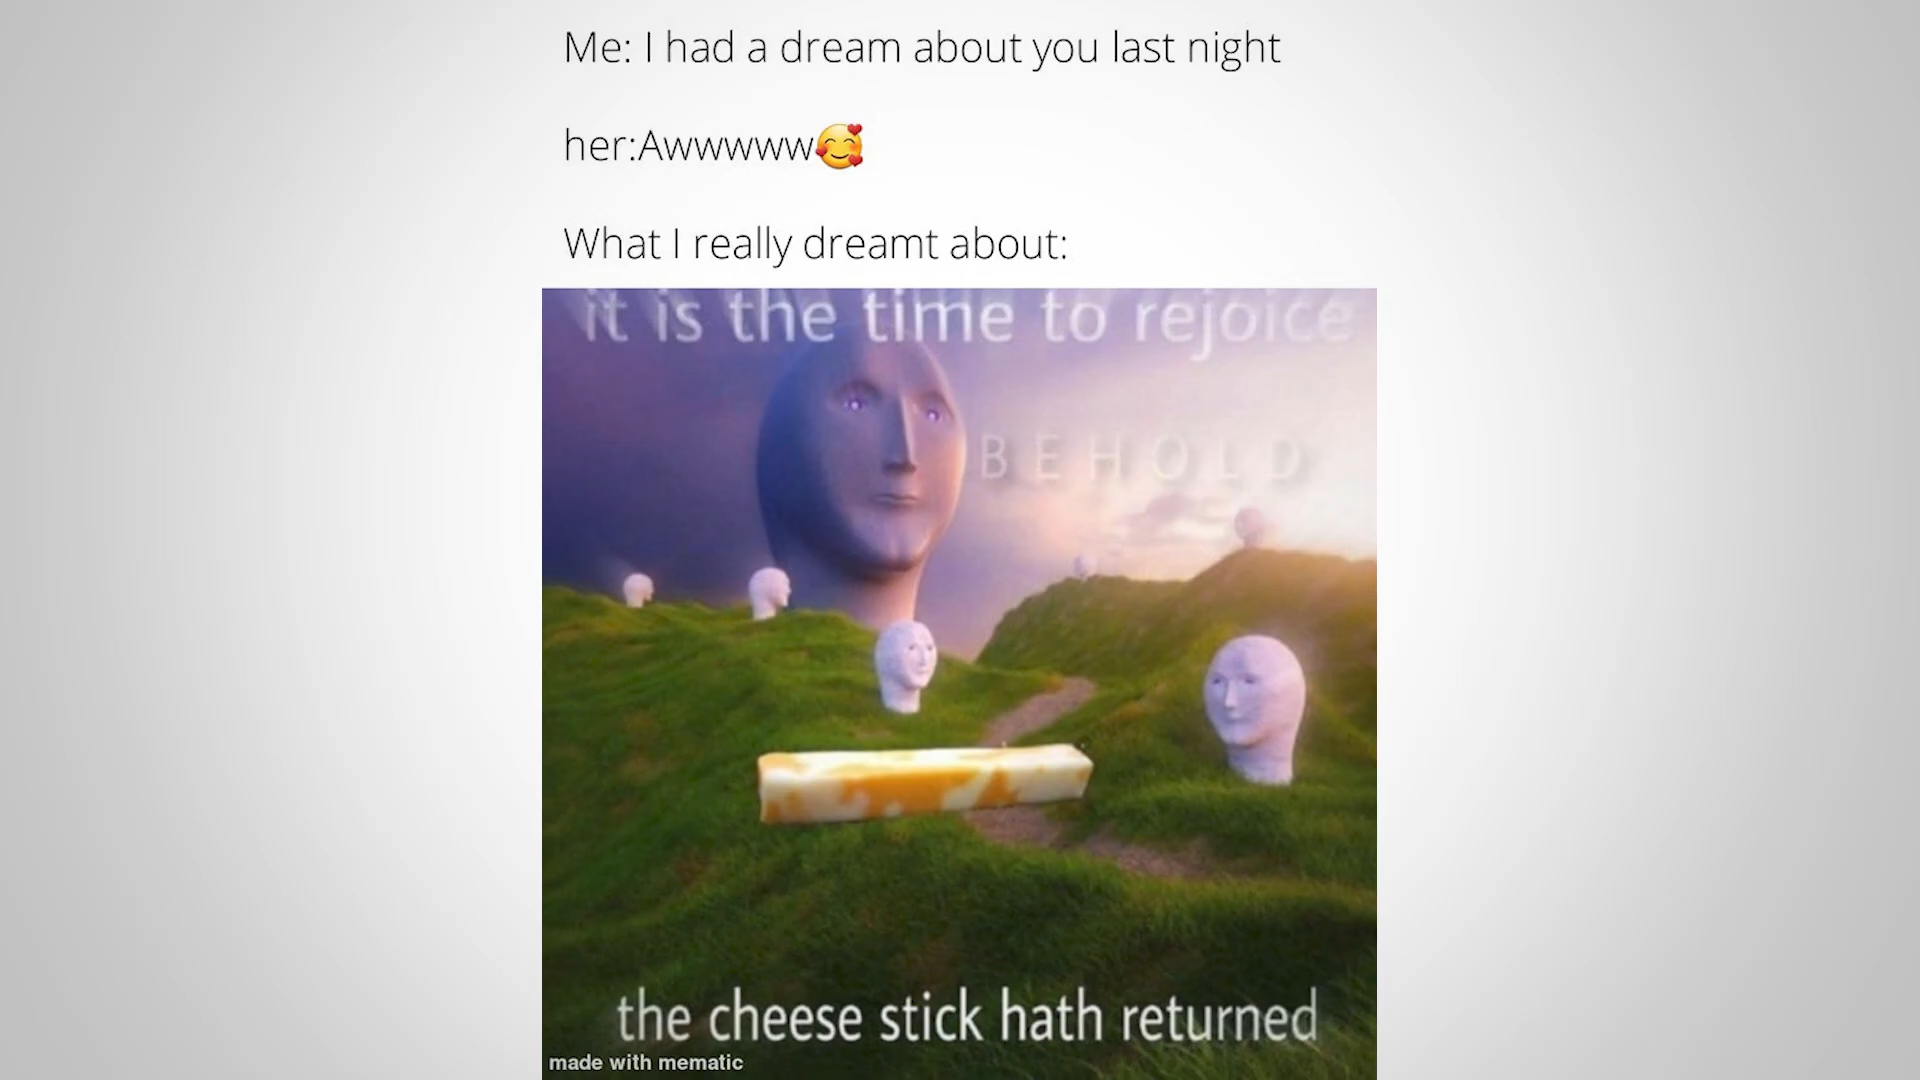 Me: I had a dream about you last night
her:Awwwww🥰
What I really dreamt about:
it is the time to rejoice
BEHOLD
the cheese stick hath returned
made with mematic